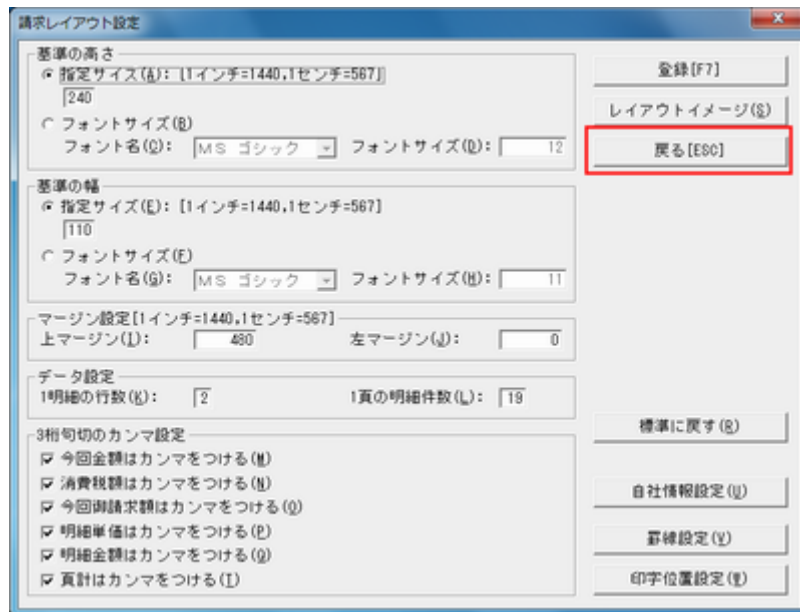 請求レイアウト設定
基準の高さ
指定サイズ(A): [1インチ=1440,1センチ=567]
240
フォントサイズ(B)
フォント名(C): MS ゴシック フォントサイズ(D): 12
基準の幅
指定サイズ(E): [1インチ=1440,1センチ=567]
110
フォントサイズ(F)
フォント名(G): MS ゴシック フォントサイズ(H): 11
マージン設定[1インチ=1440,1センチ=567]
上マージン(I): 480 左マージン(J): 0
データ設定
1明細の行数(K): 2 1頁の明細件数(L): 19
3桁句切のカンマ設定
今回金額はカンマをつける(M)
消費税額はカンマをつける(N)
今回御請求額はカンマをつける(O)
明細単価はカンマをつける(P)
明細金額はカンマをつける(Q)
頁計はカンマをつける(T)
登録[F7]
レイアウトイメージ(S)
戻る[ESC]
標準に戻す(R)
自社情報設定(U)
罫線設定(V)
印字位置設定(W)